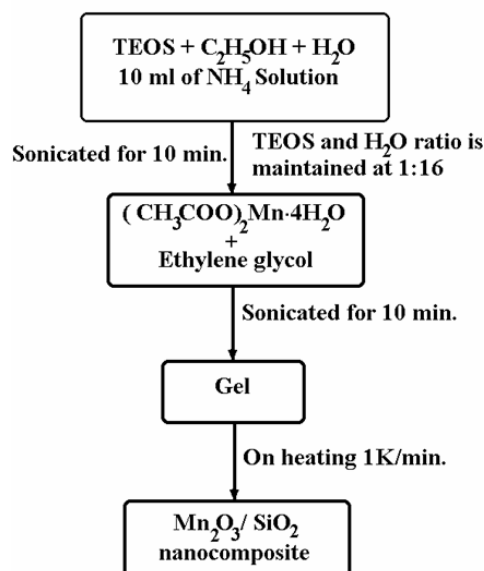 TEOS + C₂H₅OH + H₂O
10 ml of NH₄ Solution
Sonicated for 10 min.
TEOS and H₂O ratio is
maintained at 1:16
( CH₃COO)₂Mn·4H₂O
+
Ethylene glycol
Sonicated for 10 min.
Gel
On heating 1K/min.
Mn₂O₃/ SiO₂
nanocomposite